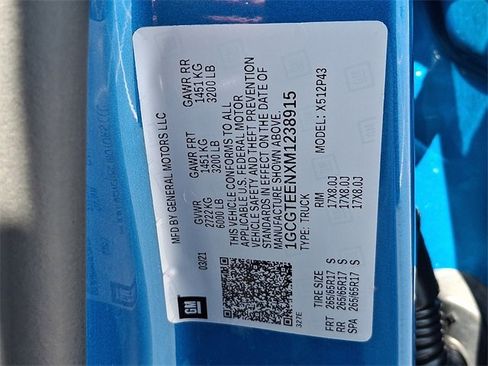 MFD BY GENERAL MOTORS LLC
03/21
GVWR GAWR FRT GAWR RR
2722 KG 1451 KG 1451 KG
6000 LB 3200 LB 3200 LB
THIS VEHICLE CONFORMS TO ALL
APPLICABLE U.S. FEDERAL MOTOR
VEHICLE SAFETY AND THEFT PREVENTION
STANDARDS IN EFFECT ON THE DATE OF
MANUFACTURE SHOWN ABOVE.
1GCGTEENXM1238915
TYPE: TRUCK MODEL: X512P43
TIRE SIZE RIM
FRT 265/65R17 S 17X8.0J
RR 265/65R17 S 17X8.0J
SPA 265/65R17 S 17X8.0J
GM
327E